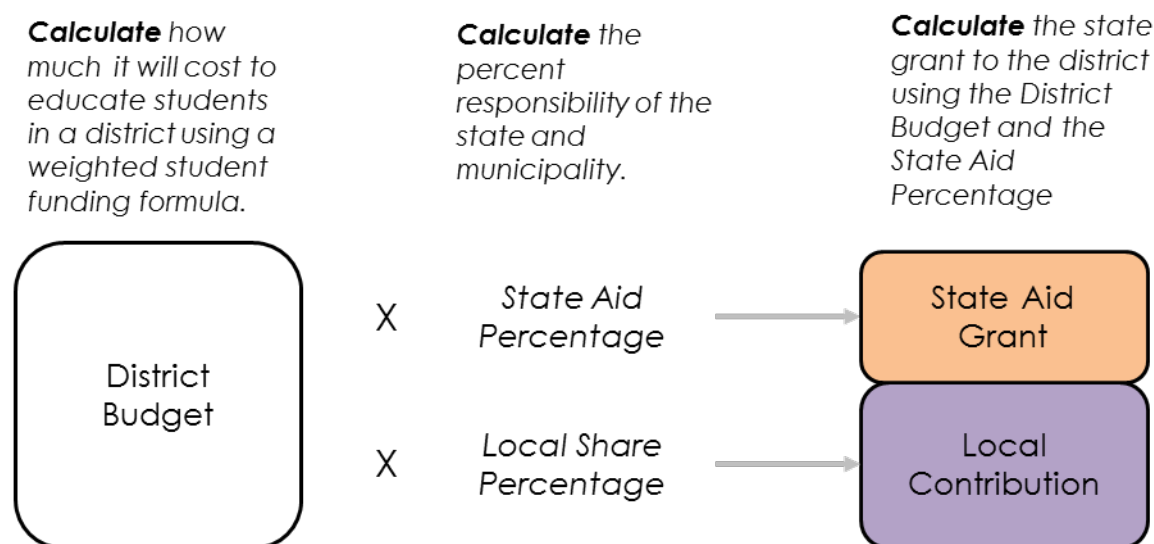 Calculate how
much it will cost to
educate students
in a district using a
weighted student
funding formula.
Calculate the
percent
responsibility of the
state and
municipality.
Calculate the state
grant to the district
using the District
Budget and the
State Aid
Percentage
District
Budget
X
State Aid
Percentage
State Aid
Grant
X
Local Share
Percentage
Local
Contribution